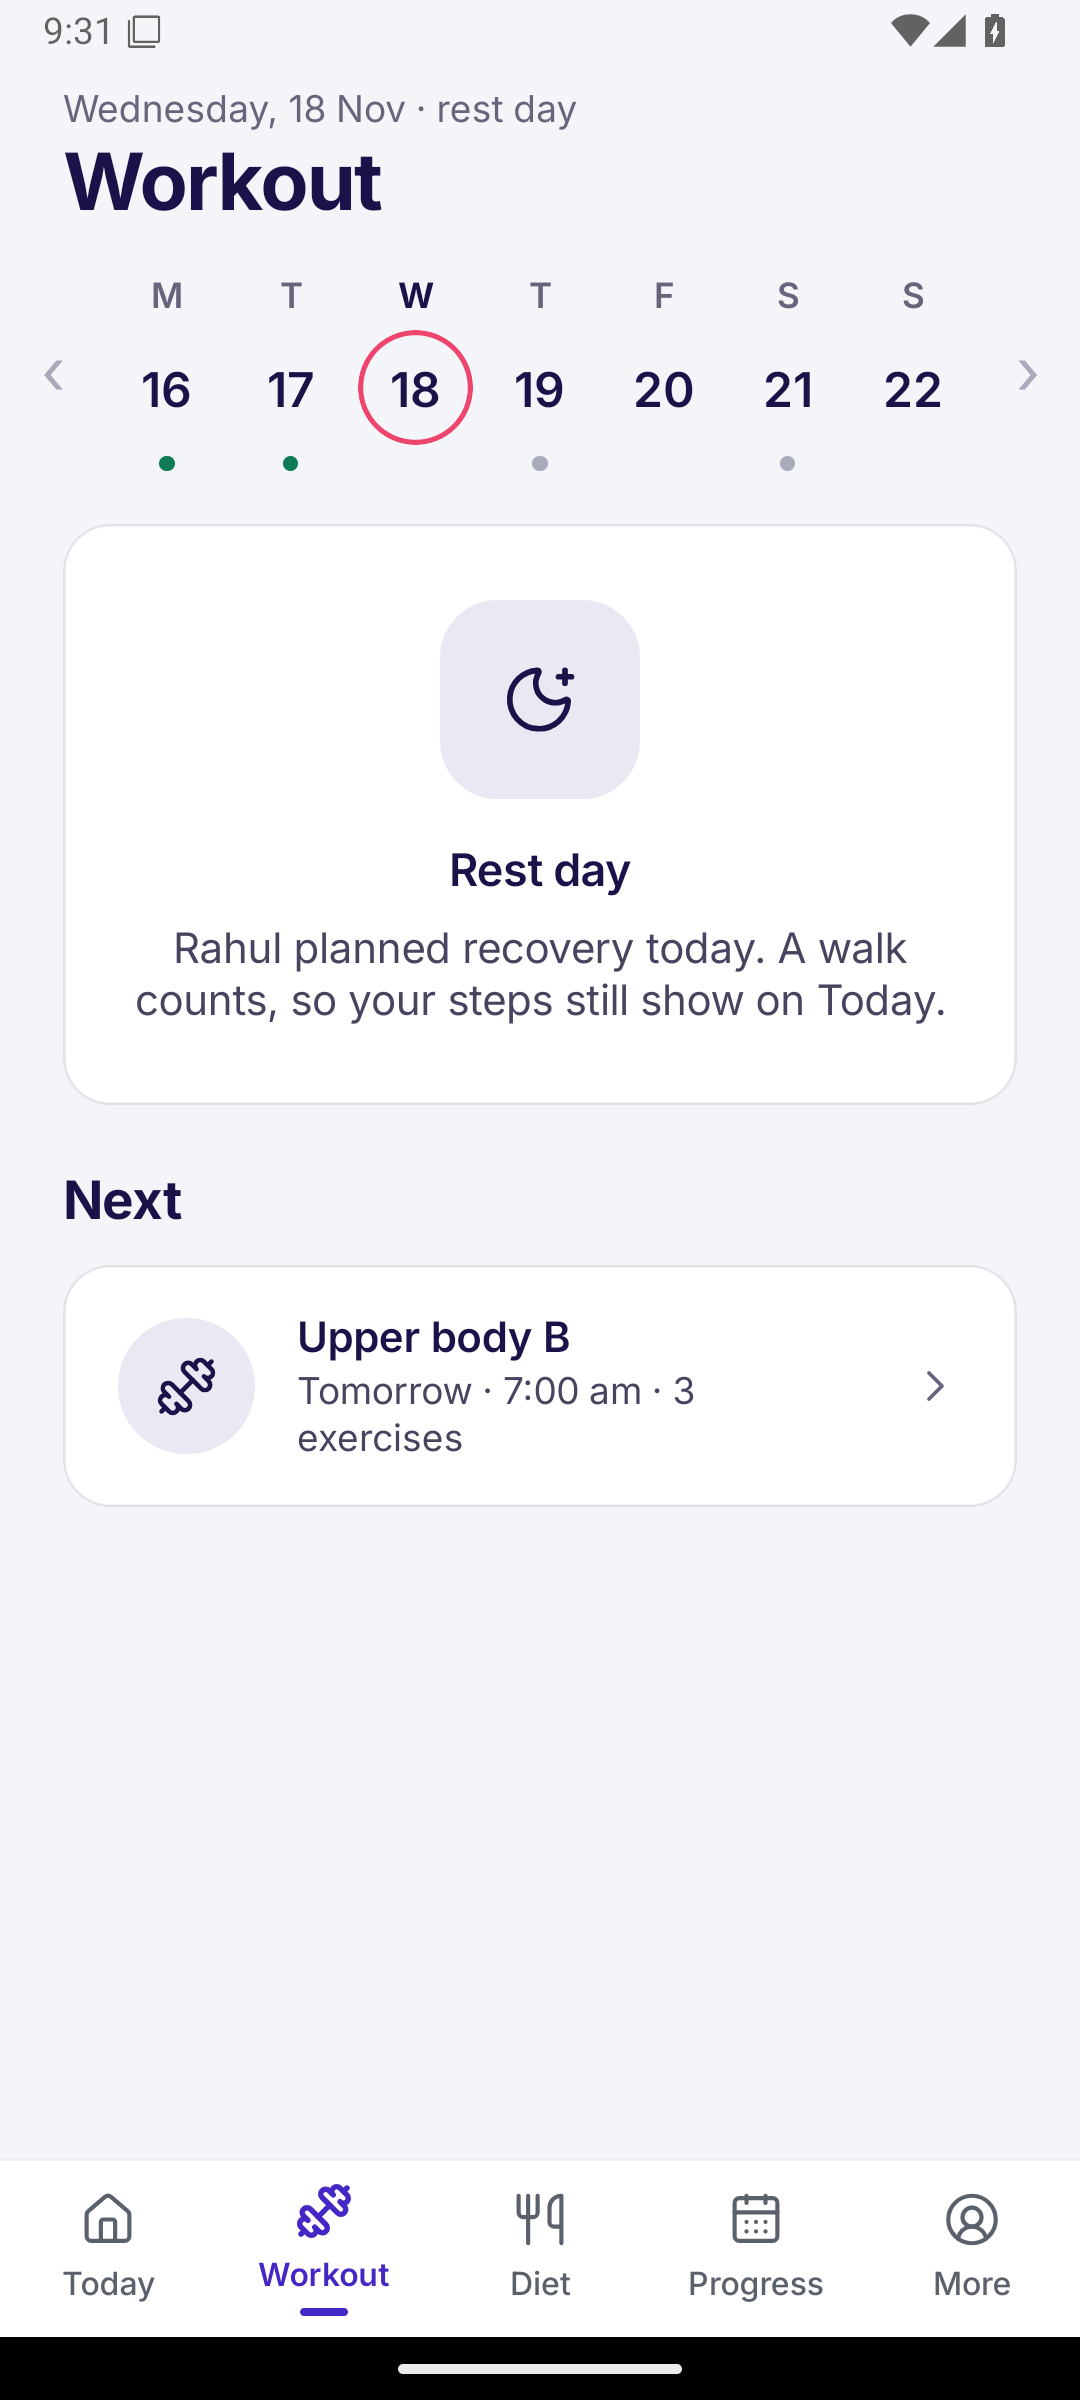 9:31
Wednesday, 18 Nov · rest day
Workout
M T W T F S S
16 17 18 19 20 21 22
Rest day
Rahul planned recovery today. A walk
counts, so your steps still show on Today.
Next
Upper body B
Tomorrow · 7:00 am · 3
exercises
Today Workout Diet Progress More